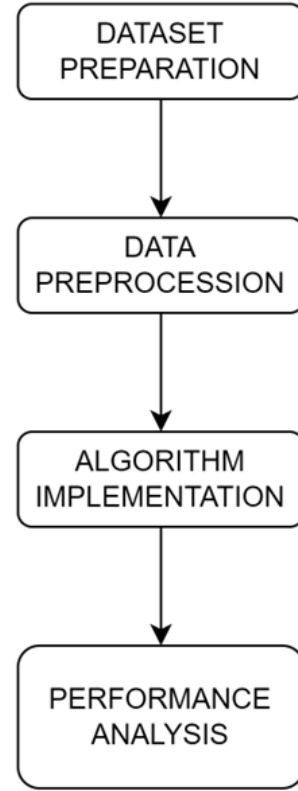 DATASET
PREPARATION
DATA
PREPROCESSION
ALGORITHM
IMPLEMENTATION
PERFORMANCE
ANALYSIS